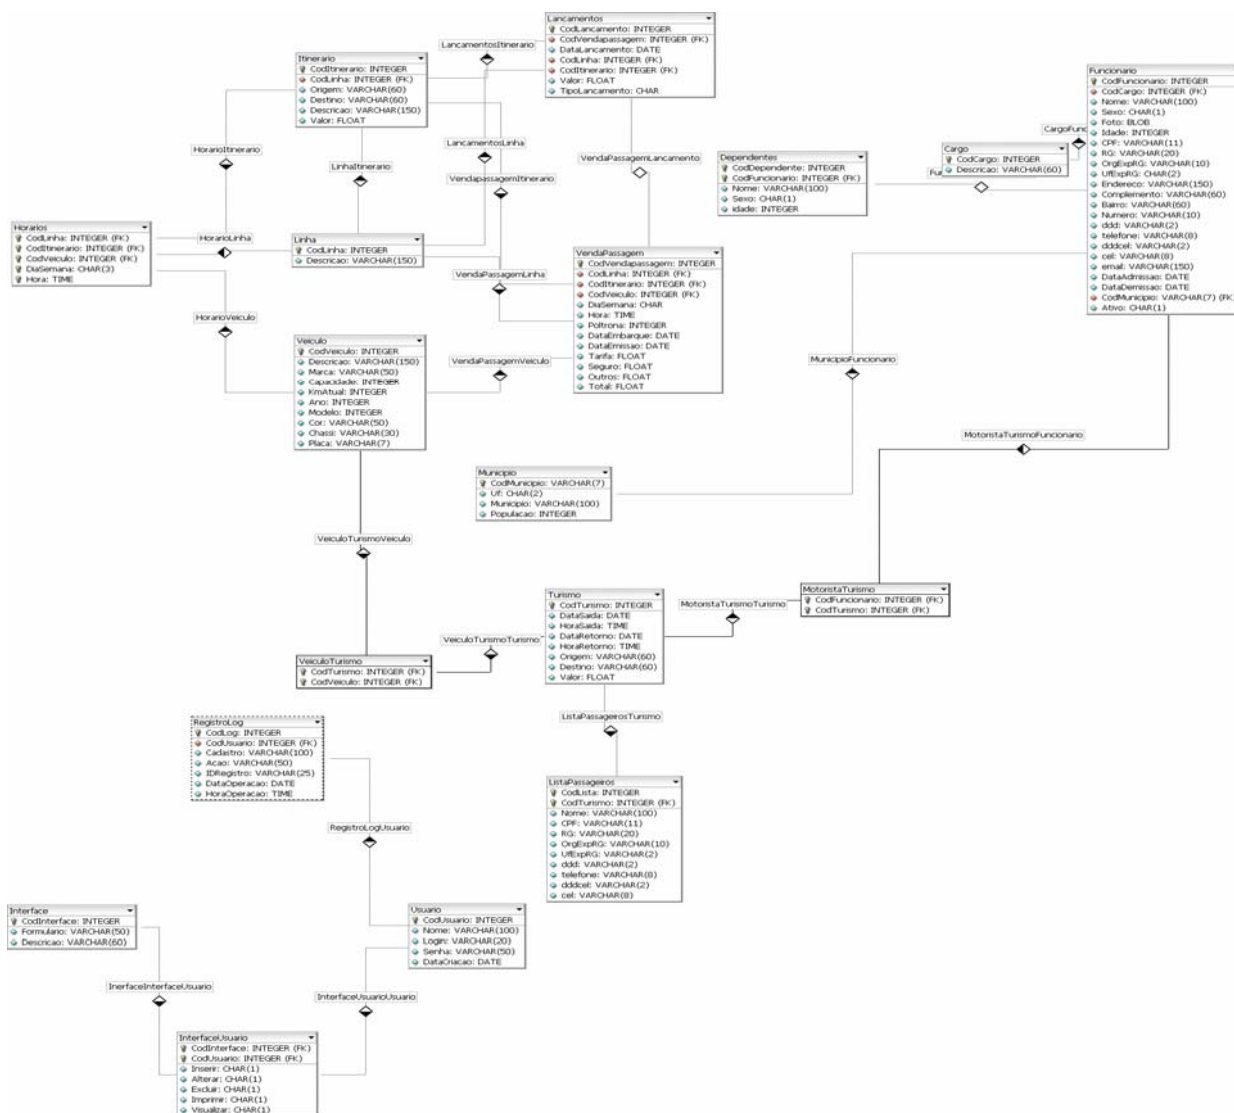 Lancamentos
CodLancamento: INTEGER
CodVendapassagem: INTEGER (FK)
DataLancamento: DATE
CodLinha: INTEGER (FK)
CodItinerario: INTEGER (FK)
Valor: FLOAT
TipoLancamento: CHAR
LancamentosItinerario
Itinerario
CodItinerario: INTEGER
CodLinha: INTEGER (FK)
Origem: VARCHAR(60)
Destino: VARCHAR(60)
Descricao: VARCHAR(150)
Valor: FLOAT
Funcionario
CodFuncionario: INTEGER
CodCargo: INTEGER (FK)
Nome: VARCHAR(100)
Sexo: CHAR(1)
Foto: BLOB
Idade: INTEGER
CPF: VARCHAR(11)
RG: VARCHAR(20)
OrgExpRG: VARCHAR(10)
UfExpRG: CHAR(2)
Endereco: VARCHAR(150)
Complemento: VARCHAR(60)
Bairro: VARCHAR(60)
Numero: VARCHAR(10)
ddd: VARCHAR(2)
telefone: VARCHAR(8)
dddcel: VARCHAR(2)
cel: VARCHAR(8)
email: VARCHAR(150)
DataAdmissao: DATE
DataDemissao: DATE
CodMunicipio: VARCHAR(7) (FK)
Ativo: CHAR(1)
CargoFunc
Cargo
CodCargo: INTEGER
Descricao: VARCHAR(60)
Fu
HorarioItinerario
LancamentosLinha
LinhaItinerario
VendapassagemItinerario
VendaPassagemLancamento
Dependentes
CodDependente: INTEGER
CodFuncionario: INTEGER (FK)
Nome: VARCHAR(100)
Sexo: CHAR(1)
idade: INTEGER
Horarios
CodLinha: INTEGER (FK)
CodItinerario: INTEGER (FK)
CodVeiculo: INTEGER (FK)
DiaSemana: CHAR(3)
Hora: TIME
HorarioLinha
Linha
CodLinha: INTEGER
Descricao: VARCHAR(150)
VendaPassagemLinha
VendaPassagem
CodVendapassagem: INTEGER
CodLinha: INTEGER (FK)
CodItinerario: INTEGER (FK)
CodVeiculo: INTEGER (FK)
DiaSemana: CHAR
Hora: TIME
Poltrona: INTEGER
DataEmbarque: DATE
DataEmissao: DATE
Tarifa: FLOAT
Seguro: FLOAT
Outros: FLOAT
Total: FLOAT
HorarioVeiculo
Veiculo
CodVeiculo: INTEGER
Descricao: VARCHAR(150)
Marca: VARCHAR(50)
Capacidade: INTEGER
KmAtual: INTEGER
Ano: INTEGER
Modelo: INTEGER
Cor: VARCHAR(50)
Chassi: VARCHAR(30)
Placa: VARCHAR(7)
VendaPassagemVeiculo
MunicipioFuncionario
MotoristaTurismoFuncionario
Municipio
CodMunicipio: VARCHAR(7)
Uf: CHAR(2)
Municipio: VARCHAR(100)
Populacao: INTEGER
VeiculoTurismoVeiculo
Turismo
CodTurismo: INTEGER
DataSaida: DATE
HoraSaida: TIME
DataRetorno: DATE
HoraRetorno: TIME
Origem: VARCHAR(60)
Destino: VARCHAR(60)
Valor: FLOAT
MotoristaTurismoTurismo
MotoristaTurismo
CodFuncionario: INTEGER (FK)
CodTurismo: INTEGER (FK)
VeiculoTurismoTurismo
VeiculoTurismo
CodTurismo: INTEGER (FK)
CodVeiculo: INTEGER (FK)
ListaPassageirosTurismo
RegistroLog
CodLog: INTEGER
CodUsuario: INTEGER (FK)
Cadastro: VARCHAR(100)
Acao: VARCHAR(50)
IDRegistro: VARCHAR(25)
DataOperacao: DATE
HoraOperacao: TIME
ListaPassageiros
CodLista: INTEGER
CodTurismo: INTEGER (FK)
Nome: VARCHAR(100)
CPF: VARCHAR(11)
RG: VARCHAR(20)
OrgExpRG: VARCHAR(10)
UfExpRG: VARCHAR(2)
ddd: VARCHAR(2)
telefone: VARCHAR(8)
dddcel: VARCHAR(2)
cel: VARCHAR(8)
RegistroLogUsuario
Interface
CodInterface: INTEGER
Formulario: VARCHAR(50)
Descricao: VARCHAR(60)
Usuario
CodUsuario: INTEGER
Nome: VARCHAR(100)
Login: VARCHAR(20)
Senha: VARCHAR(50)
DataCriacao: DATE
InerfaceInterfaceUsuario
InterfaceUsuarioUsuario
InterfaceUsuario
CodInterface: INTEGER (FK)
CodUsuario: INTEGER (FK)
Inserir: CHAR(1)
Alterar: CHAR(1)
Excluir: CHAR(1)
Imprimir: CHAR(1)
Visualizar: CHAR(1)